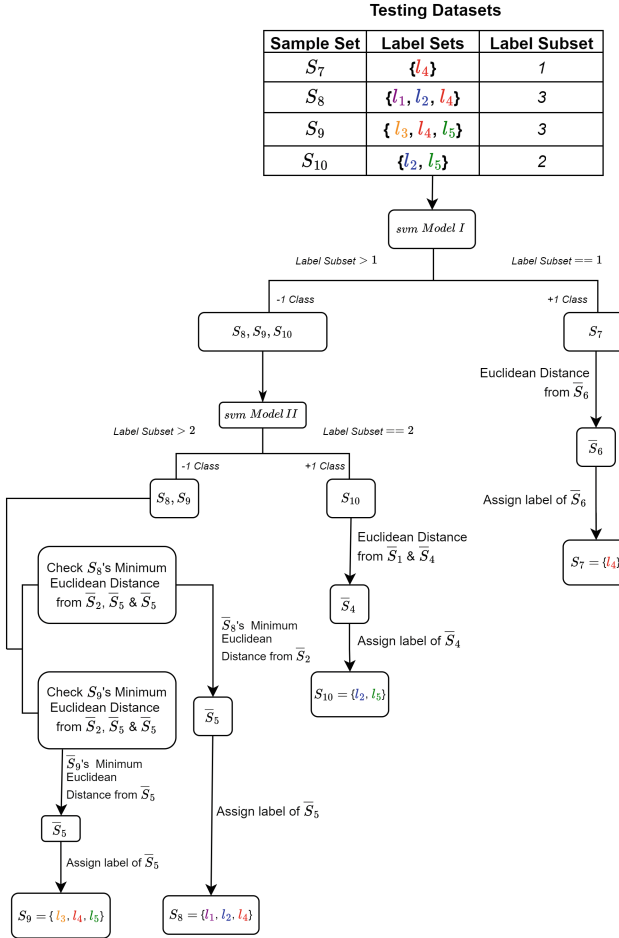 Testing Datasets
Sample Set Label Sets Label Subset
S₇ {l₄} 1
S₈ {l₁, l₂, l₄} 3
S₉ { l₃, l₄, l₅} 3
S₁₀ {l₂, l₅} 2
svm Model I
Label Subset > 1
Label Subset == 1
-1 Class
+1 Class
S₈, S₉, S₁₀
S₇
Euclidean Distance
from S̅₆
svm Model II
Label Subset > 2
Label Subset == 2
S̅₆
-1 Class
+1 Class
S₈, S₉
S₁₀
Assign label of S̅₆
Euclidean Distance
from S̅₁ & S̅₄
S₇ = {l₄}
Check S₈'s Minimum
Euclidean Distance
from S̅₂, S̅₅ & S̅₅
S̅₄
S̅₈'s Minimum
Euclidean
Distance from S̅₂
Assign label of S̅₄
Check S₉'s Minimum
Euclidean Distance
from S̅₂, S̅₅ & S̅₅
S₁₀ = {l₂, l₅}
S̅₅
S̅₉'s Minimum
Euclidean
Distance from S̅₅
Assign label of S̅₅
S̅₅
Assign label of S̅₅
S₉ = { l₃, l₄, l₅}
S₈ = {l₁, l₂, l₄}